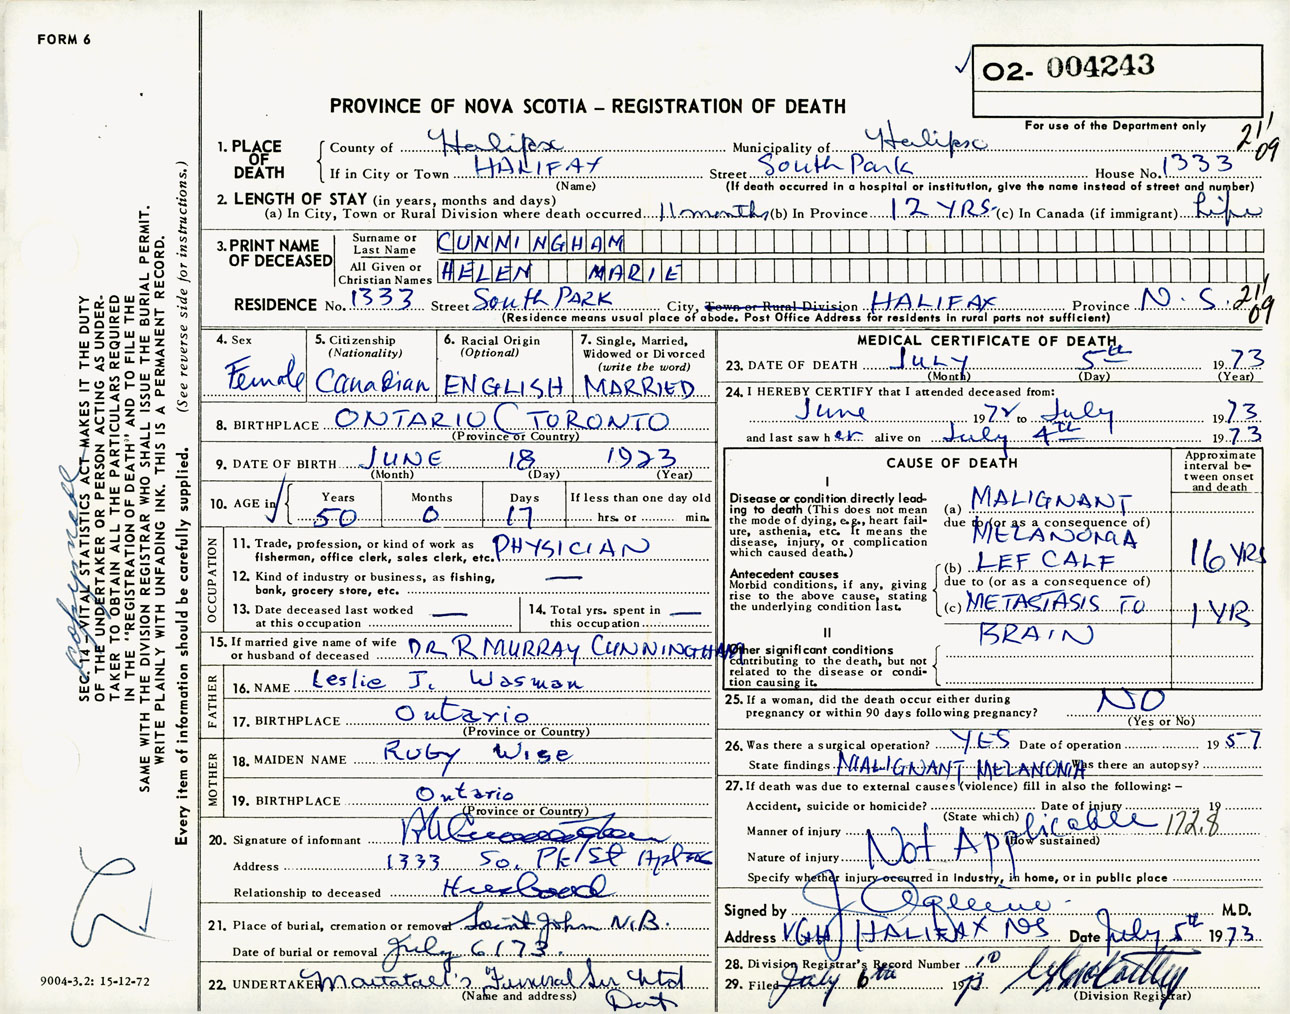 FORM 6
O2- 004243
PROVINCE OF NOVA SCOTIA – REGISTRATION OF DEATH
For use of the Department only
21/09
1. PLACE OF DEATH
County of Halifax Municipality of Halifax
If in City or Town HALIFAX Street South Park House No. 1333
(Name) (If death occurred in a hospital or institution, give the name instead of street and number)
2. LENGTH OF STAY (in years, months and days)
(a) In City, Town or Rural Division where death occurred 11 months (b) In Province 12 YRS. (c) In Canada (if immigrant) Life
3. PRINT NAME OF DECEASED
Surname or Last Name CUNNINGHAM
All Given or Christian Names HELEN MARIE
RESIDENCE No. 1333 Street South PARK City, Town or Rural Division HALIFAX Province N.S. 21/09
(Residence means usual place of abode. Post Office Address for residents in rural parts not sufficient)
4. Sex Female
5. Citizenship (Nationality) Canadian
6. Racial Origin (Optional) ENGLISH
7. Single, Married, Widowed or Divorced (write the word) MARRIED
8. BIRTHPLACE ONTARIO ( TORONTO
(Province or Country)
9. DATE OF BIRTH JUNE 18 1923
(Month) (Day) (Year)
10. AGE in Years 50 Months 0 Days 17 If less than one day old hrs. or min.
OCCUPATION
11. Trade, profession, or kind of work as fisherman, office clerk, sales clerk, etc. PHYSICIAN
12. Kind of industry or business, as fishing, bank, grocery store, etc. —
13. Date deceased last worked at this occupation —
14. Total yrs. spent in this occupation —
15. If married give name of wife or husband of deceased DR R MURRAY CUNNINGHAM
FATHER
16. NAME Leslie J. Wasman
17. BIRTHPLACE Ontario
(Province or Country)
MOTHER
18. MAIDEN NAME RUBY Wise
19. BIRTHPLACE Ontario
(Province or Country)
20. Signature of informant
Address 1333 So. Pk St Apt
Relationship to deceased Husband
21. Place of burial, cremation or removal Saint John N.B.
Date of burial or removal July 6/73.
22. UNDERTAKER Mattatall's Funeral Ser Ltd
(Name and address) Dart
MEDICAL CERTIFICATE OF DEATH
23. DATE OF DEATH July 5th 1973
(Month) (Day) (Year)
24. I HEREBY CERTIFY that I attended deceased from:
June 1972 to July 1973
and last saw her alive on July 4th 1973
CAUSE OF DEATH
Approximate interval between onset and death
I
Disease or condition directly leading to death (This does not mean the mode of dying, e.g., heart failure, asthenia, etc. It means the disease, injury, or complication which caused death.)
(a) MALIGNANT
due to (or as a consequence of)
MELANOMA
Antecedent causes
Morbid conditions, if any, giving rise to the above cause, stating the underlying condition last.
(b) LEF CALF 16 YRS
due to (or as a consequence of)
(c) METASTASIS TO 1 YR
BRAIN
II
Other significant conditions contributing to the death, but not related to the disease or condition causing it.
25. If a woman, did the death occur either during pregnancy or within 90 days following pregnancy? NO
(Yes or No)
26. Was there a surgical operation? YES Date of operation 1957
State findings MALIGNANT MELANOMA Was there an autopsy?
27. If death was due to external causes (violence) fill in also the following: –
Accident, suicide or homicide? Date of injury 19
(State which)
Manner of injury Not Applicable 172.8
(How sustained)
Nature of injury
Specify whether injury occurred in industry, in home, or in public place
Signed by M.D.
Address VGH HALIFAX NS Date July 5th 1973.
28. Division Registrar's Record Number
29. Filed July 6th 1973
(Division Registrar)
SEC. 14 – VITAL STATISTICS ACT MAKES IT THE DUTY
OF THE UNDERTAKER OR PERSON ACTING AS UNDER-
TAKER TO OBTAIN ALL THE PARTICULARS REQUIRED
IN THE "REGISTRATION OF DEATH" AND TO FILE THE
SAME WITH THE DIVISION REGISTRAR WHO SHALL ISSUE THE BURIAL PERMIT.
WRITE PLAINLY WITH UNFADING INK. THIS IS A PERMANENT RECORD.
Every item of information should be carefully supplied. (See reverse side for instructions.)
9004-3.2: 15-12-72